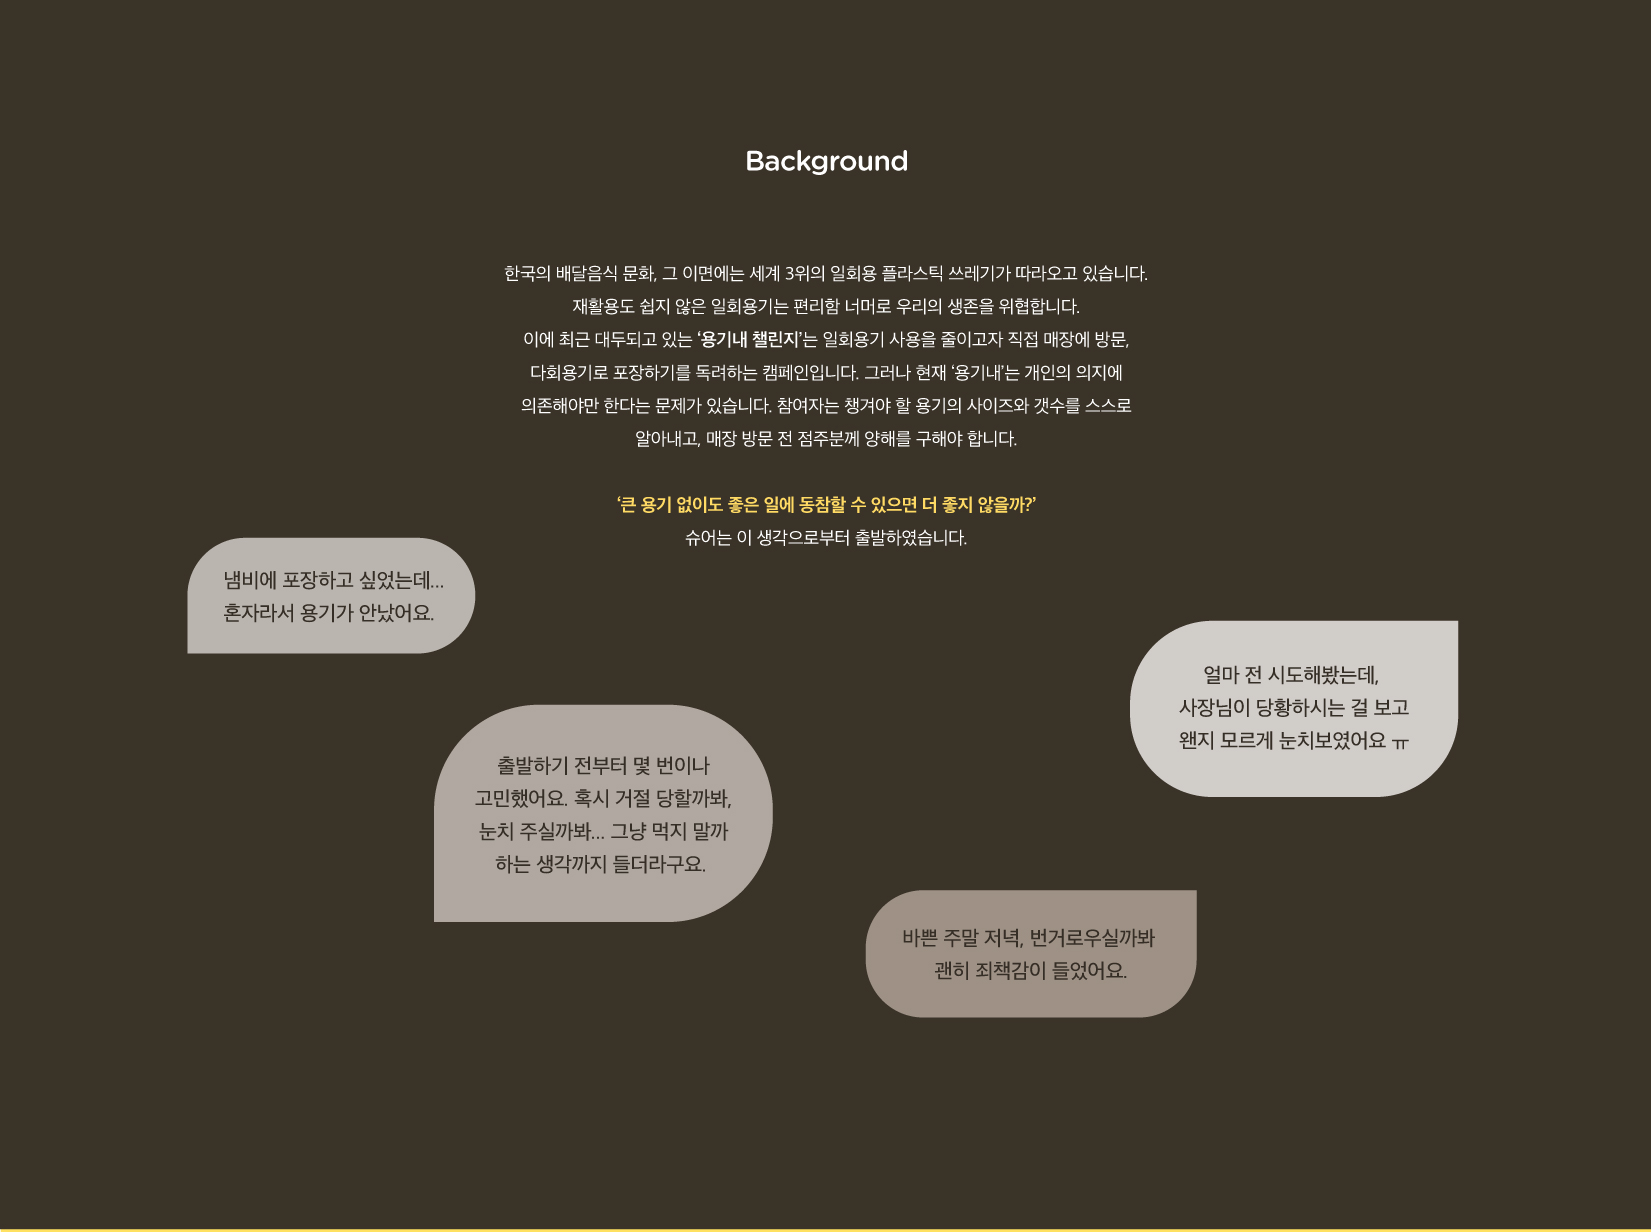 Background
한국의 배달음식 문화, 그 이면에는 세계 3위의 일회용 플라스틱 쓰레기가 따라오고 있습니다.
재활용도 쉽지 않은 일회용기는 편리함 너머로 우리의 생존을 위협합니다.
이에 최근 대두되고 있는 ‘용기내 챌린지’는 일회용기 사용을 줄이고자 직접 매장에 방문,
다회용기로 포장하기를 독려하는 캠페인입니다. 그러나 현재 ‘용기내’는 개인의 의지에
의존해야만 한다는 문제가 있습니다. 참여자는 챙겨야 할 용기의 사이즈와 갯수를 스스로
알아내고, 매장 방문 전 점주분께 양해를 구해야 합니다.
‘큰 용기 없이도 좋은 일에 동참할 수 있으면 더 좋지 않을까?’
슈어는 이 생각으로부터 출발하였습니다.
냄비에 포장하고 싶었는데...
혼자라서 용기가 안났어요.
얼마 전 시도해봤는데,
사장님이 당황하시는 걸 보고
왠지 모르게 눈치보였어요 ㅠ
출발하기 전부터 몇 번이나
고민했어요. 혹시 거절 당할까봐,
눈치 주실까봐... 그냥 먹지 말까
하는 생각까지 들더라구요.
바쁜 주말 저녁, 번거로우실까봐
괜히 죄책감이 들었어요.